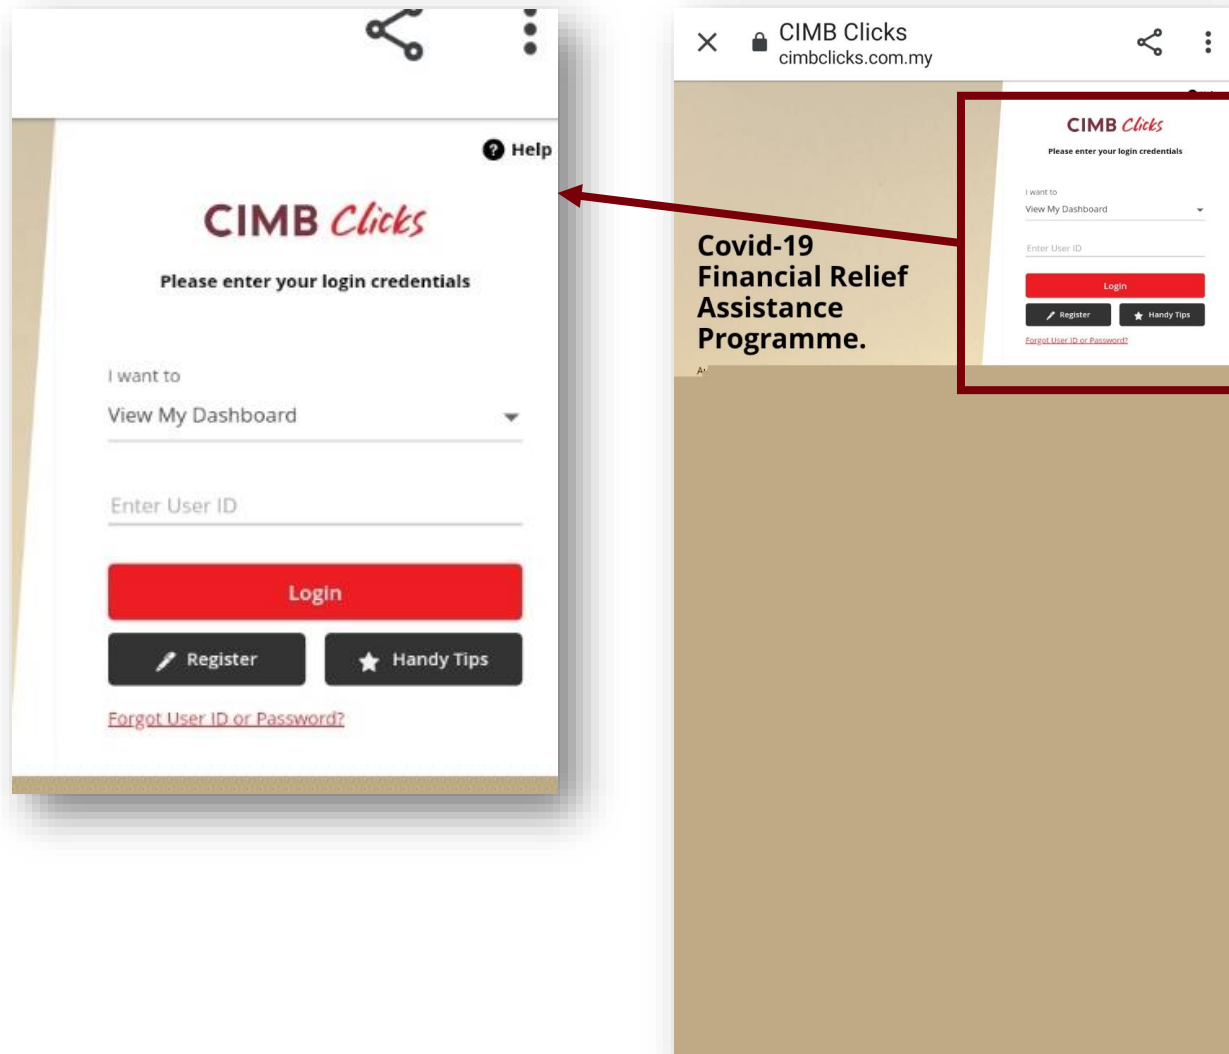 Help
CIMB Clicks
Please enter your login credentials
I want to
View My Dashboard
Enter User ID
Login
Register
Handy Tips
Forgot User ID or Password?
CIMB Clicks
cimbclicks.com.my
CIMB Clicks
Please enter your login credentials
I want to
View My Dashboard
Enter User ID
Login
Register
Handy Tips
Forgot User ID or Password?
Covid-19
Financial Relief
Assistance
Programme.